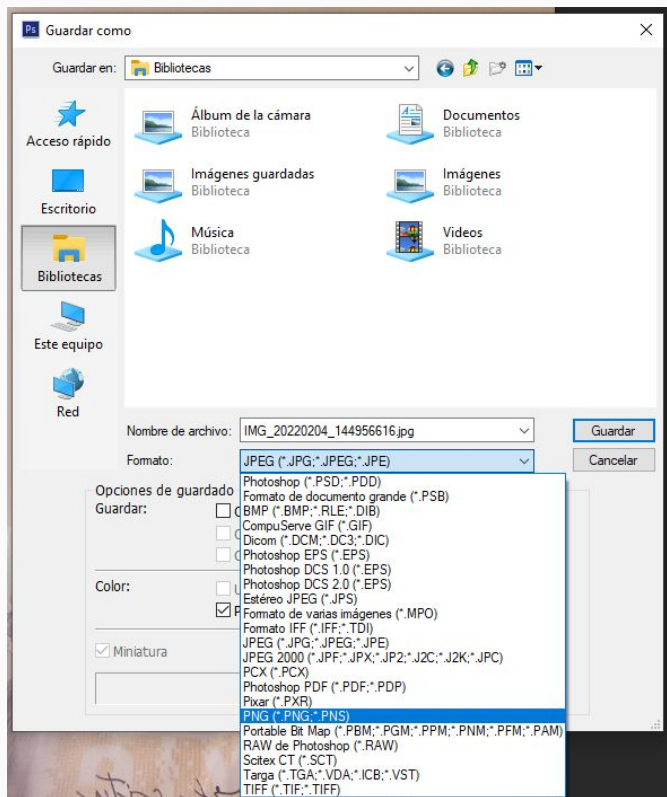 Ps Guardar como
Guardar en: Bibliotecas
Acceso rápido
Escritorio
Bibliotecas
Este equipo
Red
Álbum de la cámara
Biblioteca
Documentos
Biblioteca
Imágenes guardadas
Biblioteca
Imágenes
Biblioteca
Música
Biblioteca
Videos
Biblioteca
Nombre de archivo: IMG_20220204_144956616.jpg
Guardar
Formato: JPEG (*.JPG;*.JPEG;*.JPE)
Cancelar
Opciones de guardado
Guardar:
Color:
Miniatura
Photoshop (*.PSD;*.PDD)
Formato de documento grande (*.PSB)
BMP (*.BMP;*.RLE;*.DIB)
CompuServe GIF (*.GIF)
Dicom (*.DCM;*.DC3;*.DIC)
Photoshop EPS (*.EPS)
Photoshop DCS 1.0 (*.EPS)
Photoshop DCS 2.0 (*.EPS)
Estéreo JPEG (*.JPS)
Formato de varias imágenes (*.MPO)
Formato IFF (*.IFF;*.TDI)
JPEG (*.JPG;*.JPEG;*.JPE)
JPEG 2000 (*.JPF;*.JPX;*.JP2;*.J2C;*.J2K;*.JPC)
PCX (*.PCX)
Photoshop PDF (*.PDF;*.PDP)
Pixar (*.PXR)
PNG (*.PNG;*.PNS)
Portable Bit Map (*.PBM;*.PGM;*.PPM;*.PNM;*.PFM;*.PAM)
RAW de Photoshop (*.RAW)
Scitex CT (*.SCT)
Targa (*.TGA;*.VDA;*.ICB;*.VST)
TIFF (*.TIF;*.TIFF)